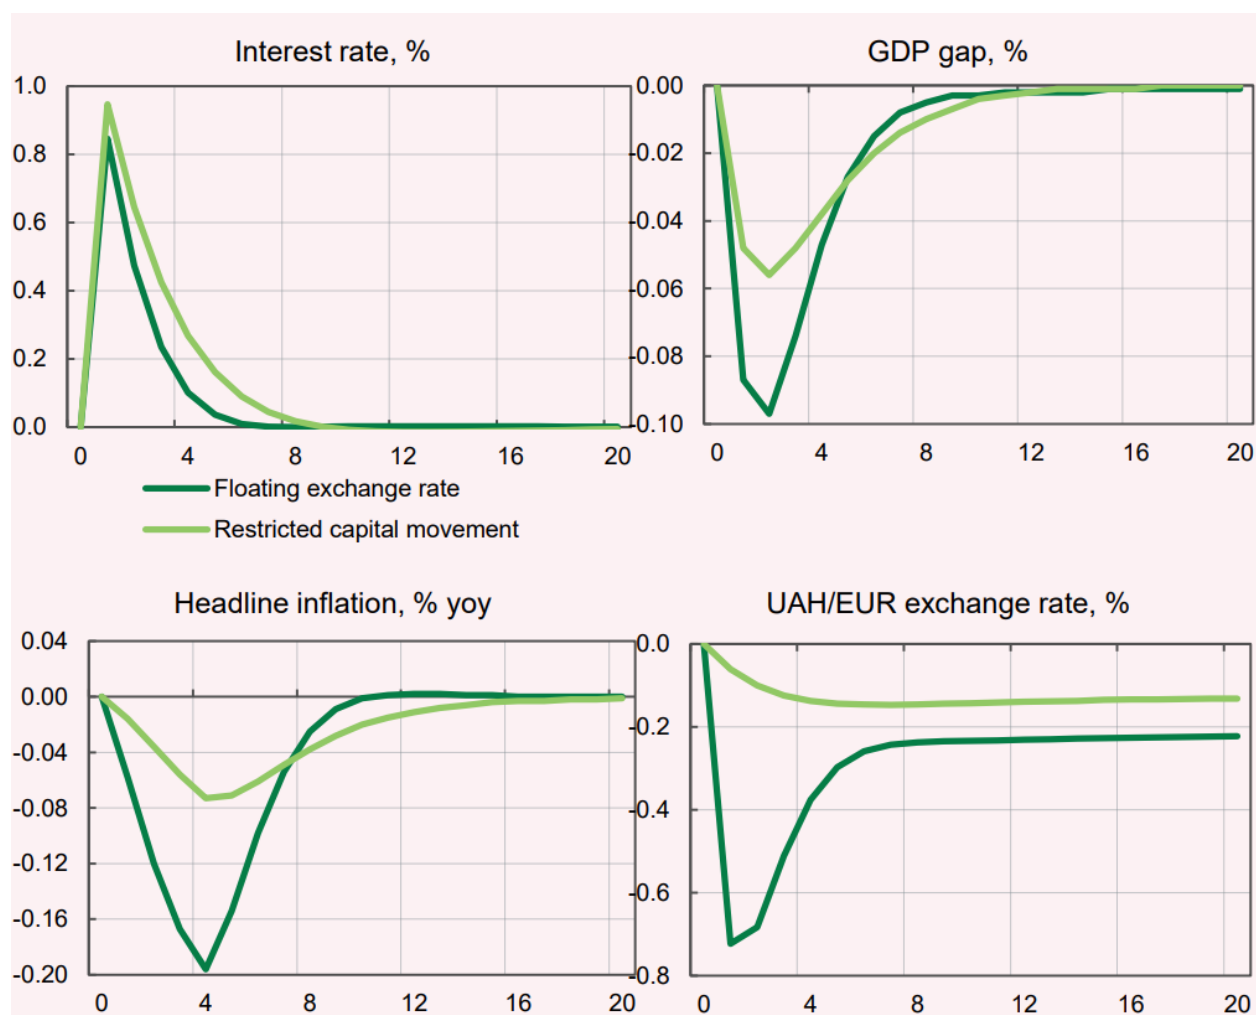 Interest rate, %
1.0
0.8
0.6
0.4
0.2
0.0
0 4 8 12 16 20
GDP gap, %
0.00
-0.02
-0.04
-0.06
-0.08
-0.10
0 4 8 12 16 20
Floating exchange rate
Restricted capital movement
Headline inflation, % yoy
0.04
0.00
-0.04
-0.08
-0.12
-0.16
-0.20
0 4 8 12 16 20
UAH/EUR exchange rate, %
0.0
-0.2
-0.4
-0.6
-0.8
0 4 8 12 16 20